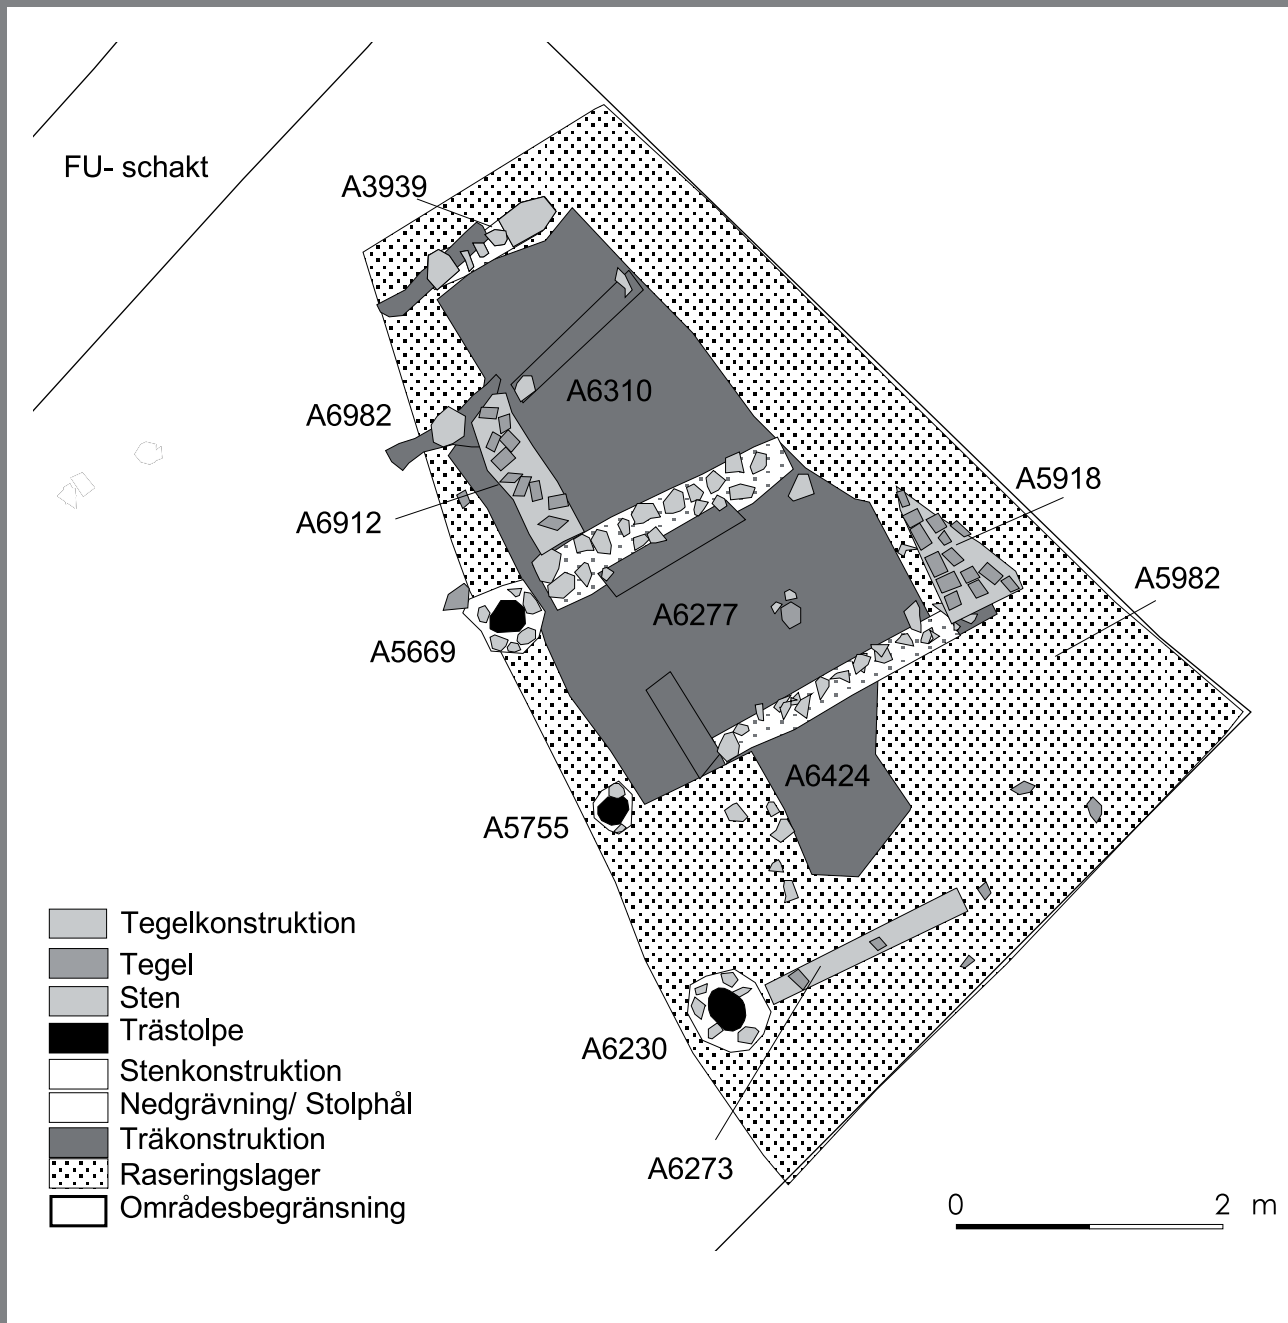 FU- schakt
A3939
A6310
A6982
A5918
A6912
A5982
A6277
A5669
A6424
A5755
Tegelkonstruktion
Tegel
Sten
Trästolpe
Stenkonstruktion
Nedgrävning/ Stolphål
Träkonstruktion
Raseringslager
Områdesbegränsning
A6230
A6273
0 2 m